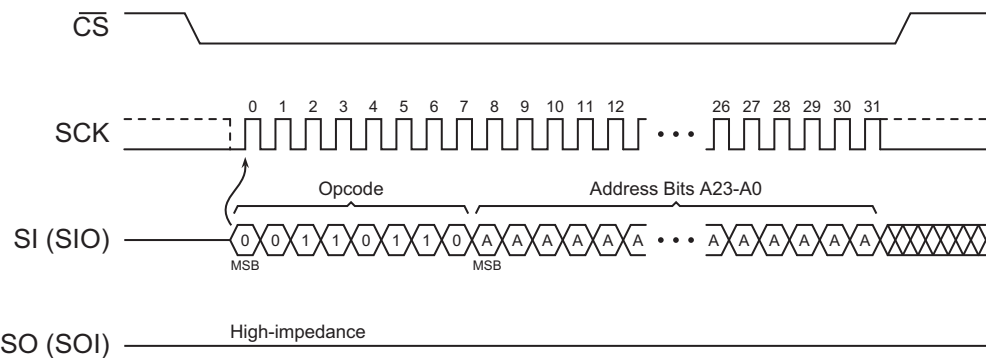 CS
0 1 2 3 4 5 6 7 8 9 10 11 12 26 27 28 29 30 31
SCK
Opcode Address Bits A23-A0
SI (SIO) 0 0 1 1 0 1 1 0 A A A A A A A A A A A A
MSB MSB
High-impedance
SO (SOI)